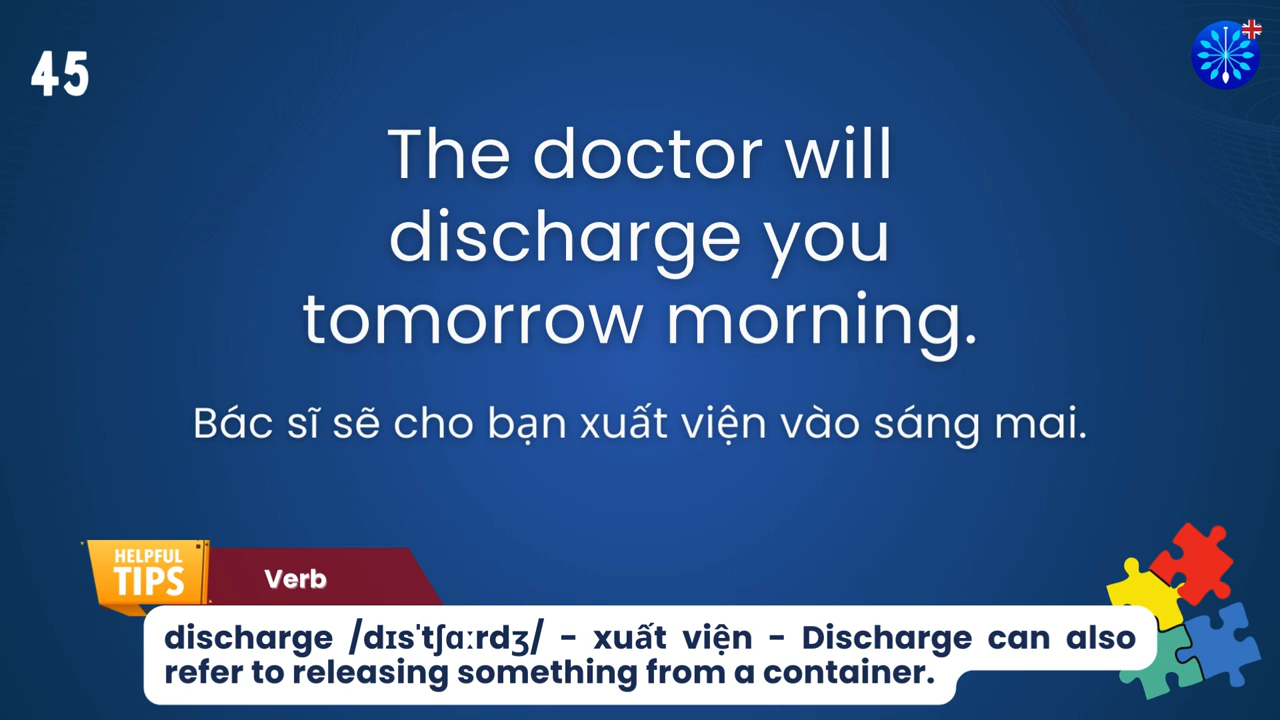 45
The doctor will
discharge you
tomorrow morning.
Bác sĩ sẽ cho bạn xuất viện vào sáng mai.
HELPFUL
TIPS
Verb
discharge /dɪsˈtʃɑːrdʒ/ - xuất viện - Discharge can also
refer to releasing something from a container.